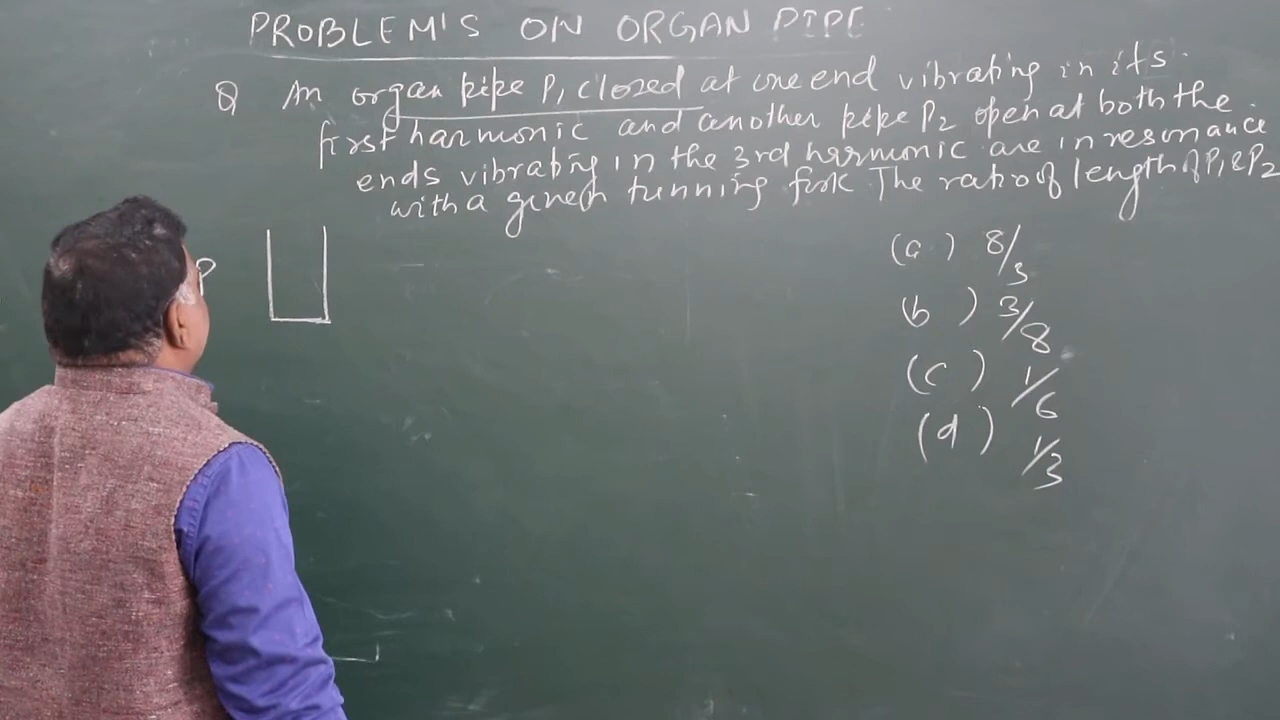 PROBLEM'S ON ORGAN PIPE
Q An organ pipe P1 closed at one end vibrating in its
first harmonic and another pipe P2 open at both the
ends vibrating in the 3rd harmonic are in resonance
with a given tunning fork The ratio of length of P1 & P2
(a) 8/3
(b) 3/8
(c) 1/6
(d) 1/3
P